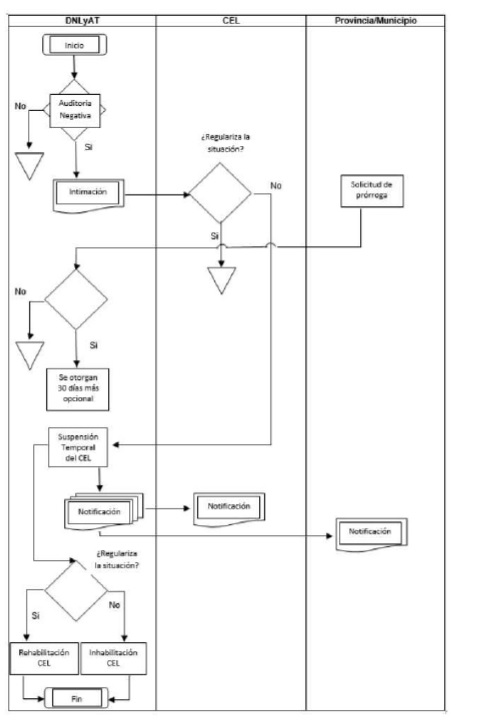 DNLyAT
CEL
Provincia/Municipio
Inicio
No
Auditoria
Negativa
Si
¿Regulariza la
situación?
Intimación
No
Solicitud de
prórroga
Si
No
Si
Se otorgan
30 días más
opcional
Suspensión
Temporal
del CEL
Notificación
Notificación
Notificación
¿Regulariza
la situación?
Si
No
Rehabilitación
CEL
Inhabilitación
CEL
Fin